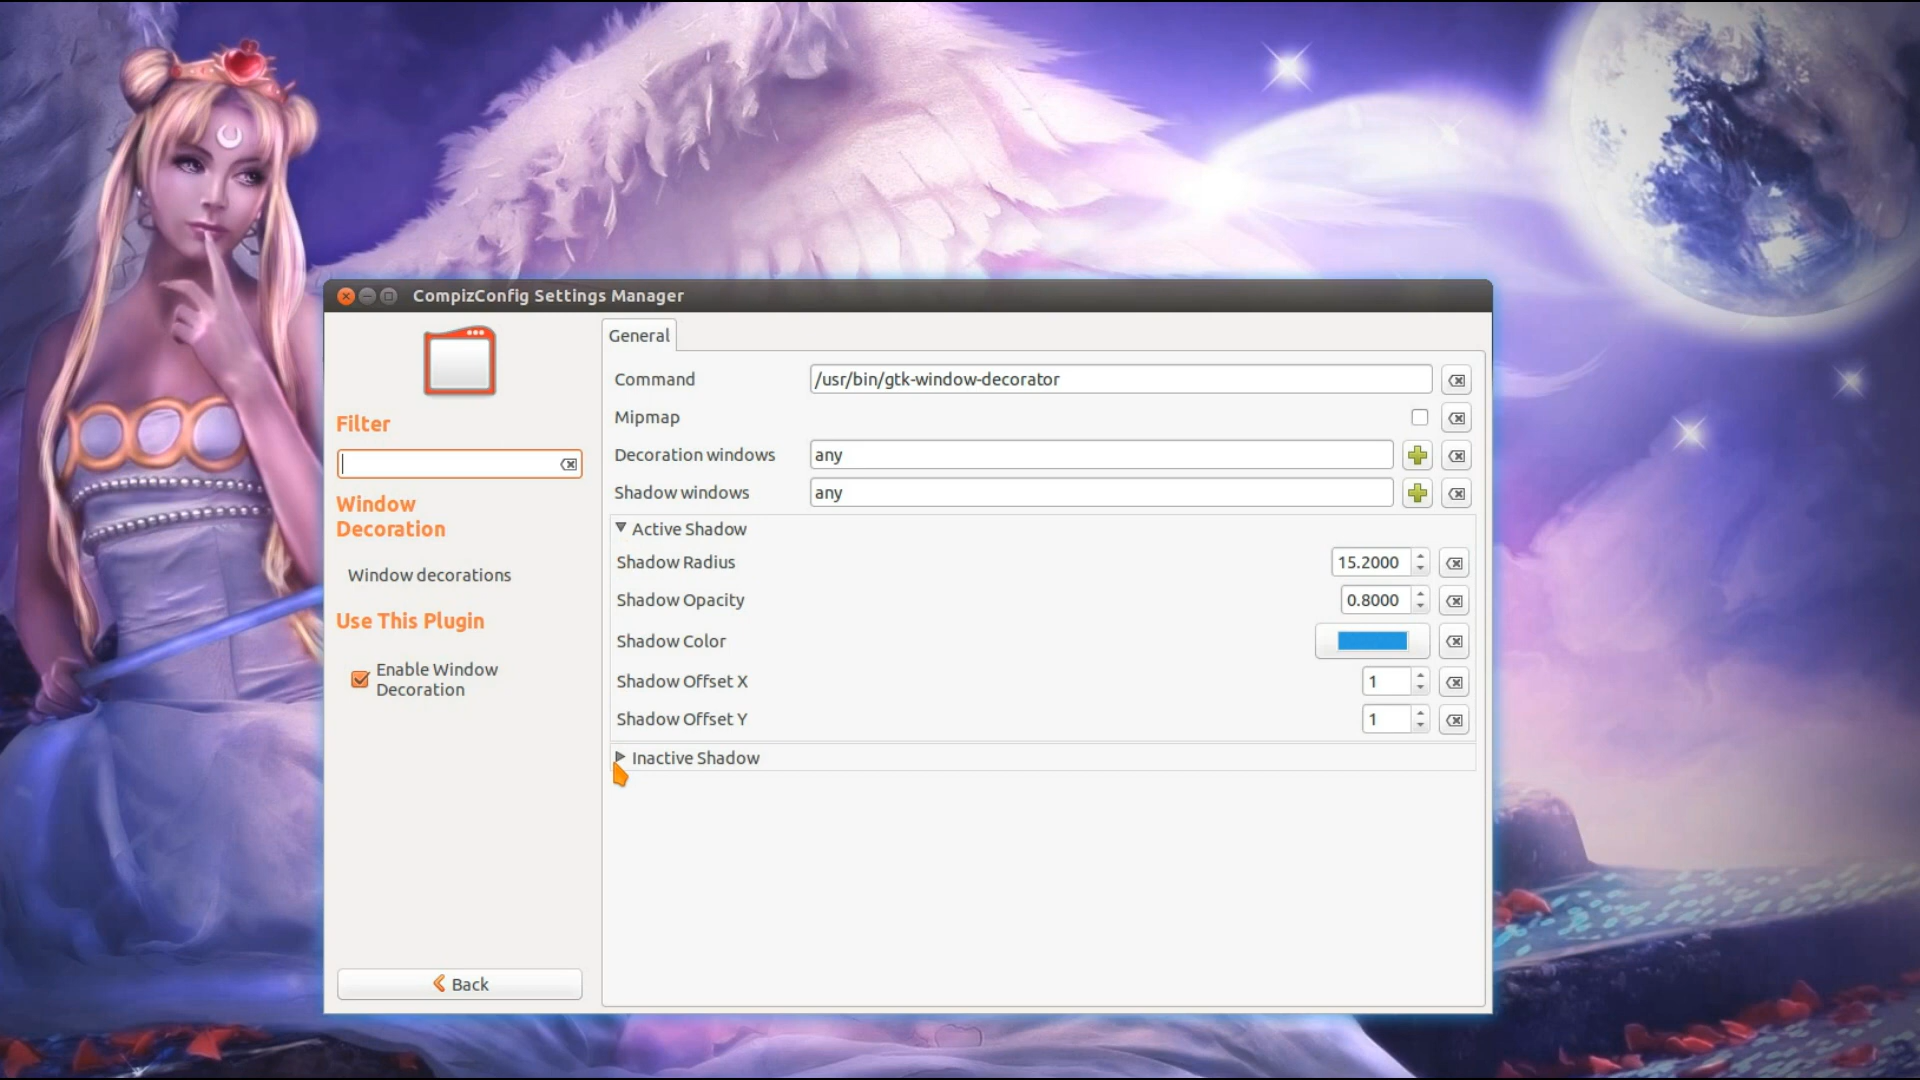 CompizConfig Settings Manager
General
Command /usr/bin/gtk-window-decorator
Mipmap
Decoration windows any
Shadow windows any
Active Shadow
Shadow Radius 15.2000
Shadow Opacity 0.8000
Shadow Color
Shadow Offset X 1
Shadow Offset Y 1
Inactive Shadow
Filter
Window
Decoration
Window decorations
Use This Plugin
Enable Window
Decoration
Back